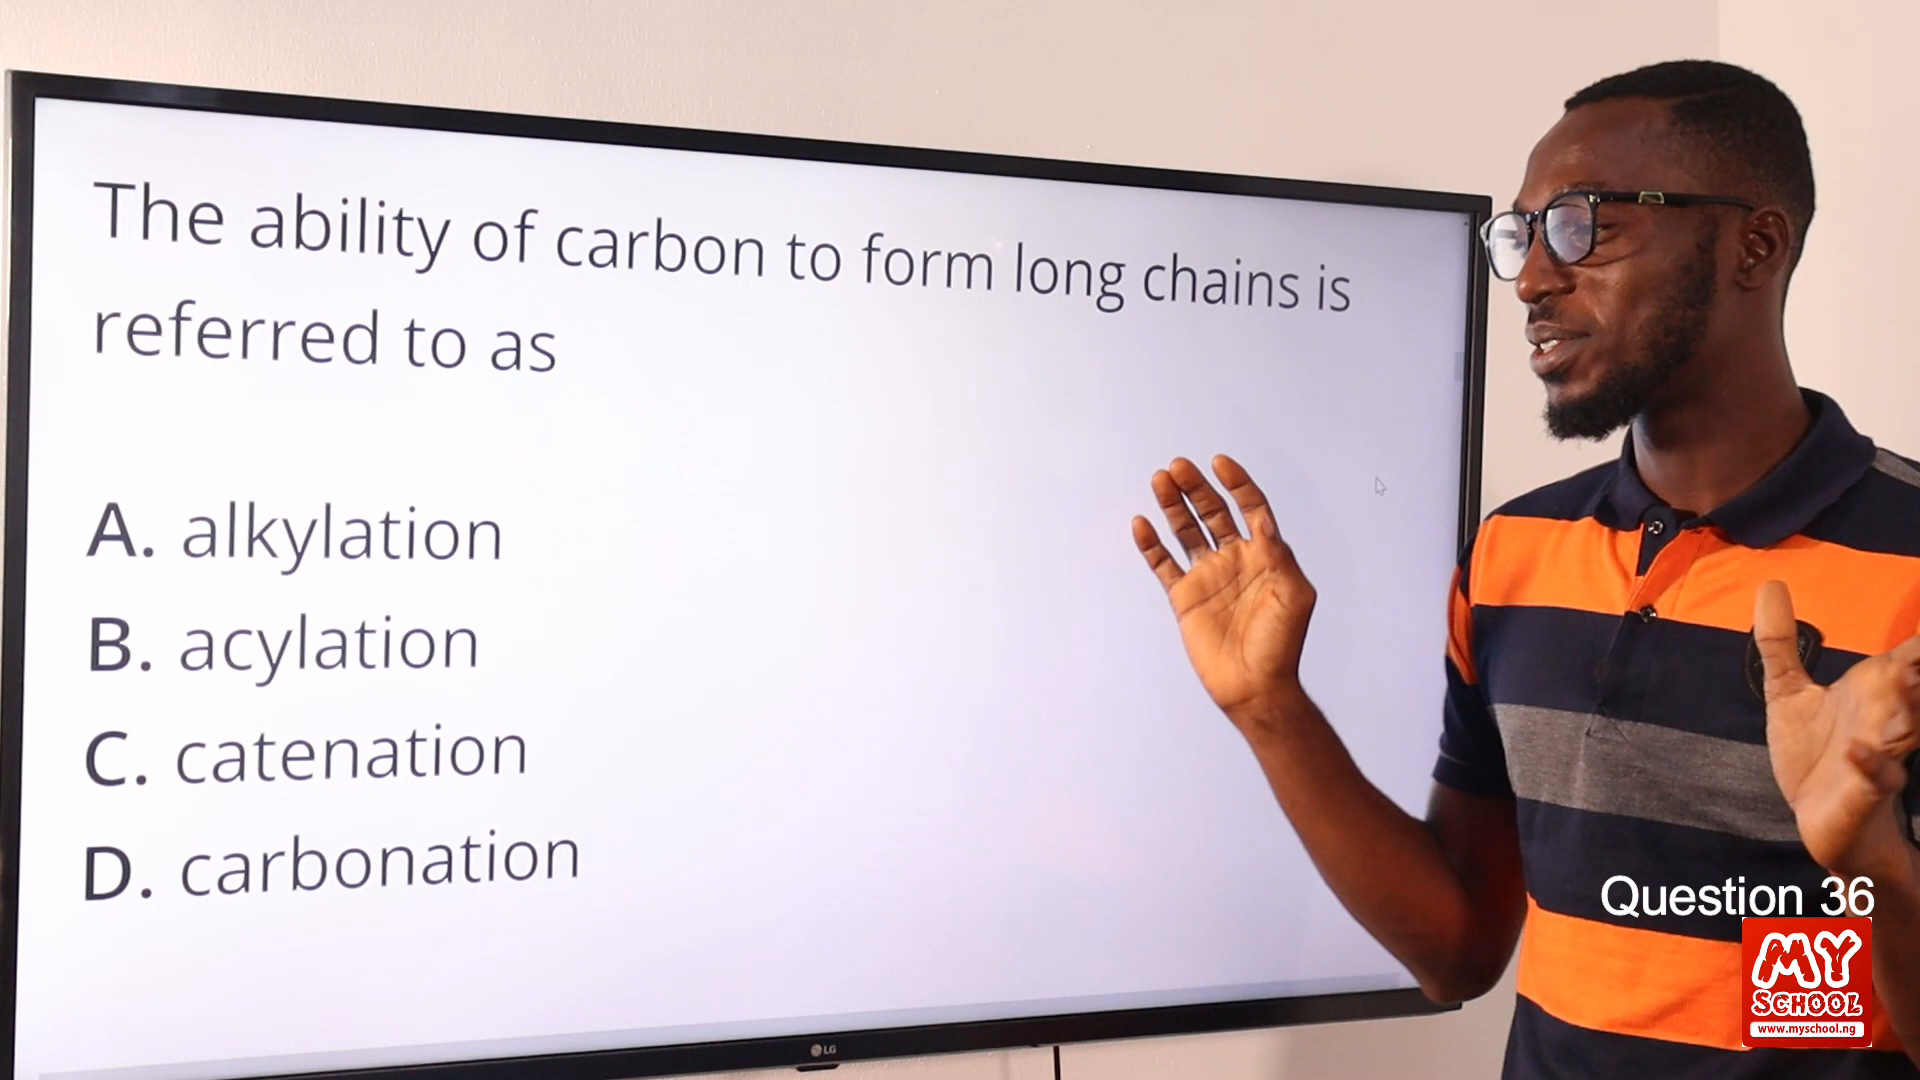 The ability of carbon to form long chains is
referred to as
A. alkylation
B. acylation
C. catenation
D. carbonation
LG
Question 36
MY
SCHOOL
www.myschool.ng